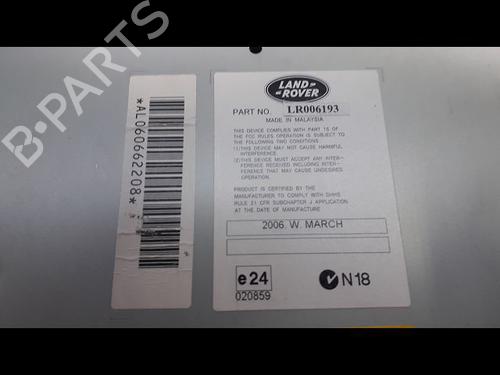 *AL060662208*
LAND
ROVER
PART NO. LR006193
MADE IN MALAYSIA
THIS DEVICE COMPLIES WITH PART 15 OF
THE FCC RULES OPERATION IS SUBJECT TO
THE FOLLOWING TWO CONDITIONS
(1) THIS DEVICE MAY NOT CAUSE HARMFUL
INTERFERENCE.
(2) THIS DEVICE MUST ACCEPT ANY INTER-
FERENCE RECEIVED INCLUDING INTER-
FERENCE THAT MAY CAUSE UNDESIRES
OPERATION.
PRODUCT IS CERTIFIED BY THE
MANUFACTURER TO COMPLY WITH DHHS
RULE 21 CFR SUBCHAPTER J APPLICATION
AT THE DATE OF MANUFACTURE
2006. W. MARCH
e24
N18
020859
B-PARTS